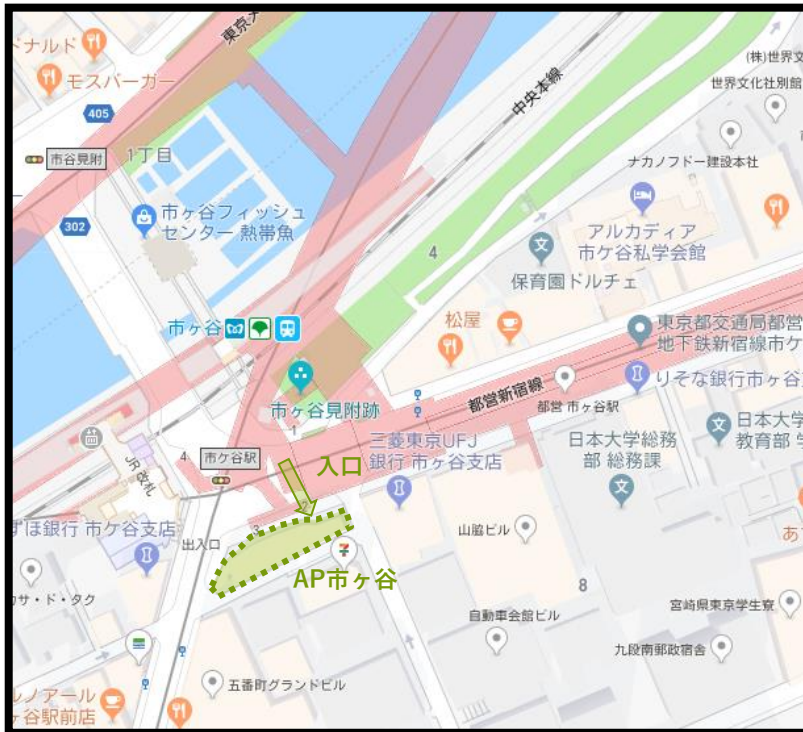 東京メ
ドナルド
モスバーガー
405
(株)世界文
世界文化社別館
中央本線
市谷見附
1丁目
ナカノフドー建設本社
市ヶ谷フィッシュ
センター 熱帯魚
302
アルカディア
市ケ谷私学会館
4
保育園ドルチェ
市ヶ谷
松屋
東京都交通局都営
地下鉄新宿線市ケ
りそな銀行市ヶ谷
都営新宿線
市ヶ谷見附跡
都営 市ヶ谷駅
1
日本大学
教育部
三菱東京UFJ
銀行 市ケ谷支店
日本大学総務
部 総務課
4
市ケ谷駅
入口
JR 改札
2
3
ずほ銀行 市ケ谷支店
出入口
山脇ビル
AP市ヶ谷
8
カサ・ド・タク
自動車会館ビル
宮崎県東京学生寮
九段南郵政宿舎
五番町グランドビル
ルノアール
ヶ谷駅前店